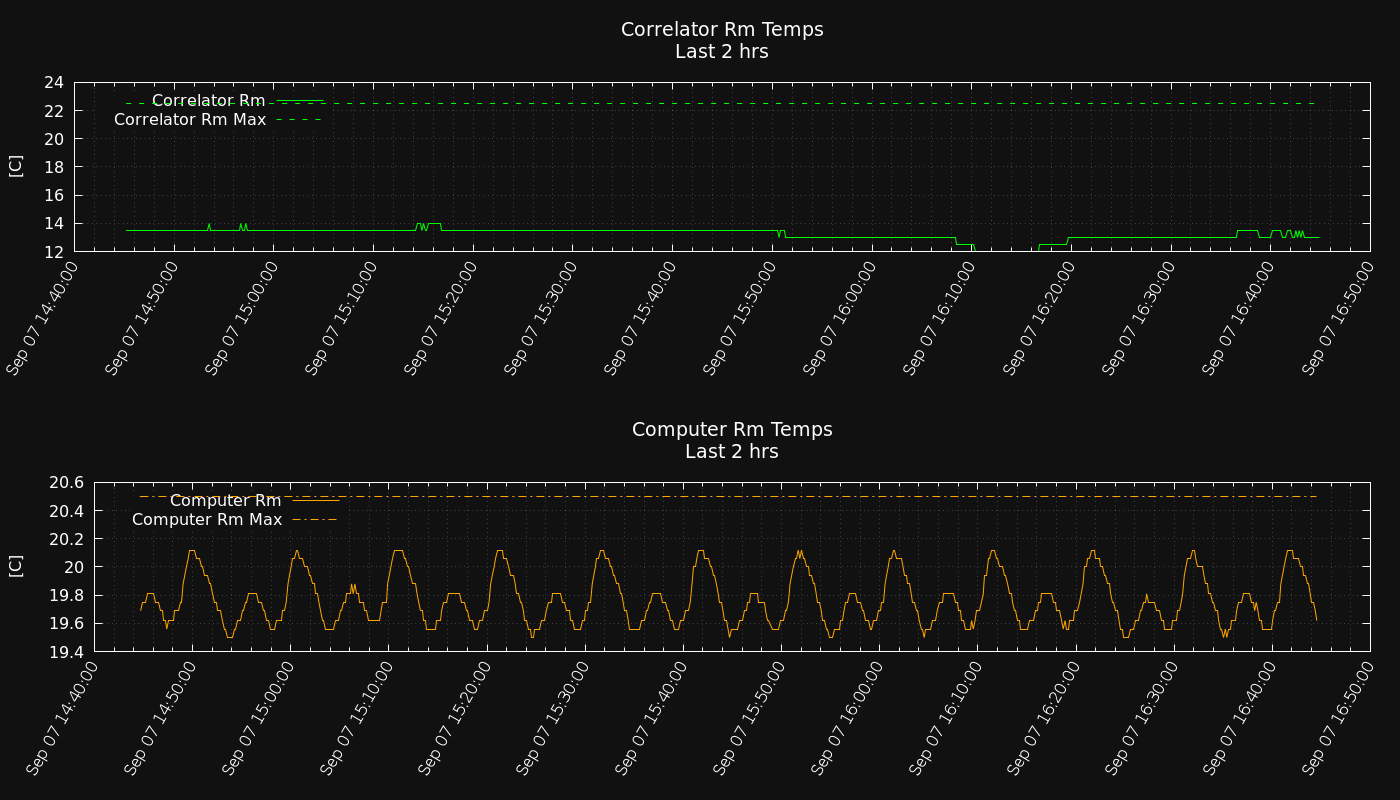 Correlator Rm Temps
Last 2 hrs
24
22
20
18
16
14
12
[C]
Correlator Rm
Correlator Rm Max
Sep 07 14:40:00
Sep 07 14:50:00
Sep 07 15:00:00
Sep 07 15:10:00
Sep 07 15:20:00
Sep 07 15:30:00
Sep 07 15:40:00
Sep 07 15:50:00
Sep 07 16:00:00
Sep 07 16:10:00
Sep 07 16:20:00
Sep 07 16:30:00
Sep 07 16:40:00
Sep 07 16:50:00
Computer Rm Temps
Last 2 hrs
20.6
20.4
20.2
20
19.8
19.6
19.4
[C]
Computer Rm
Computer Rm Max
Sep 07 14:40:00
Sep 07 14:50:00
Sep 07 15:00:00
Sep 07 15:10:00
Sep 07 15:20:00
Sep 07 15:30:00
Sep 07 15:40:00
Sep 07 15:50:00
Sep 07 16:00:00
Sep 07 16:10:00
Sep 07 16:20:00
Sep 07 16:30:00
Sep 07 16:40:00
Sep 07 16:50:00